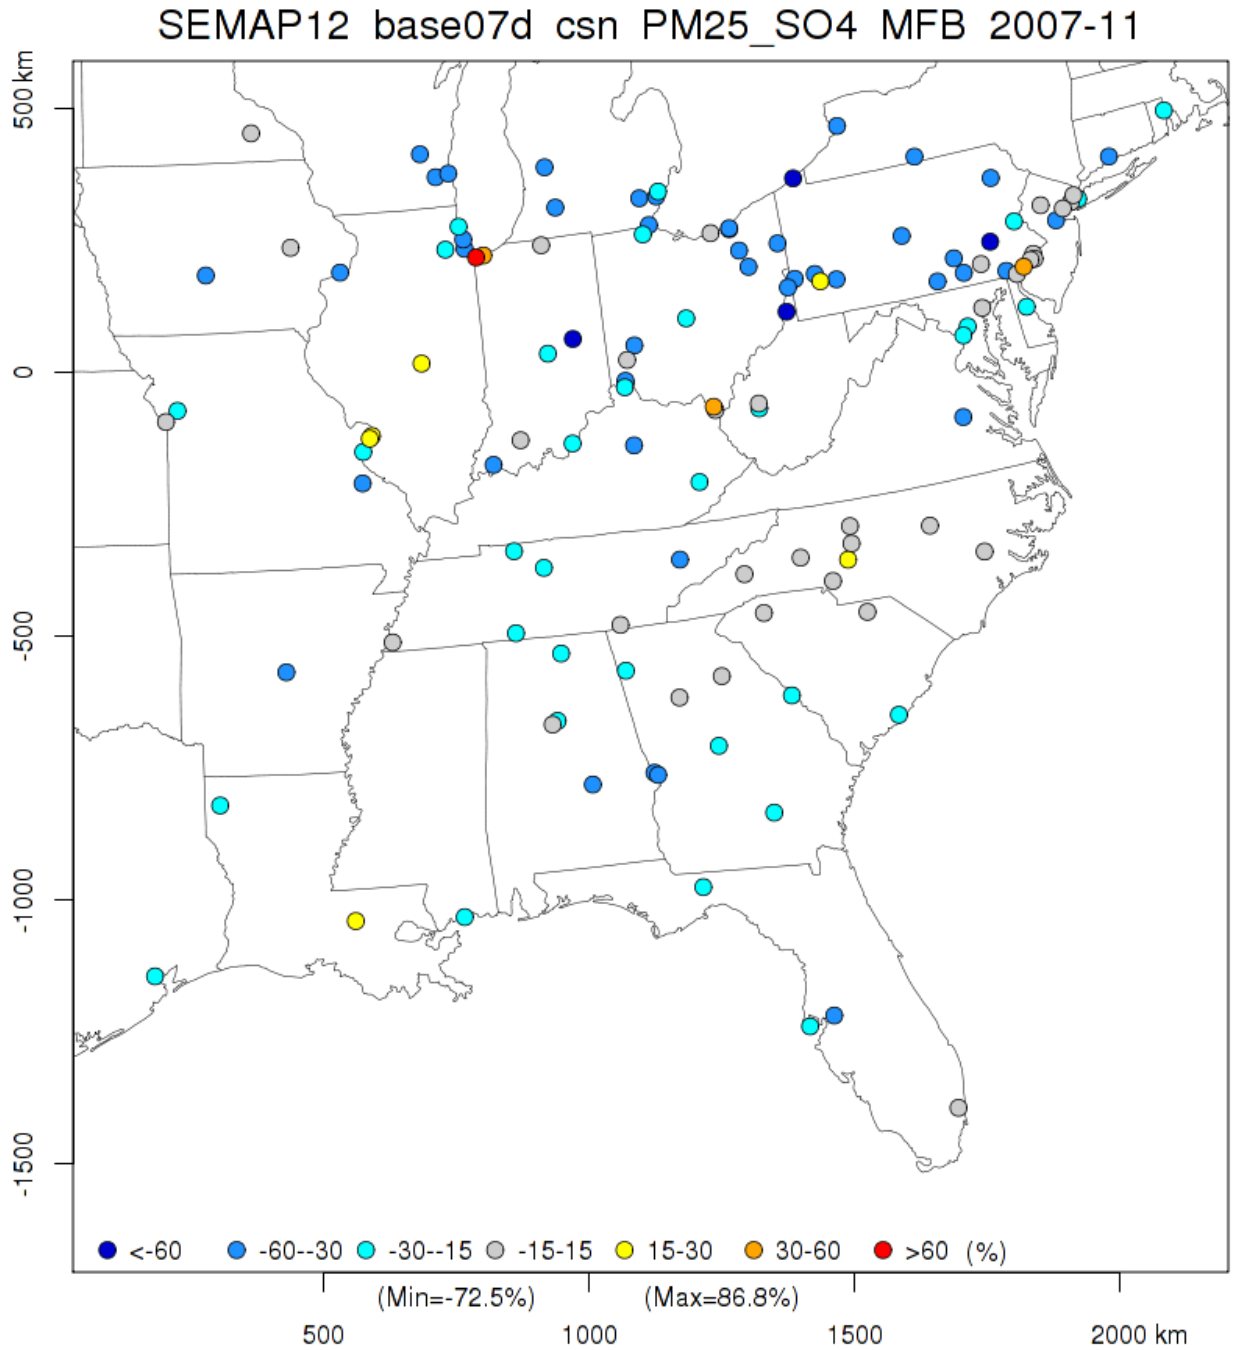 SEMAP12 base07d csn PM25_SO4 MFB 2007-11
500 km
0
-500
-1000
-1500
<-60 -60--30 -30--15 -15-15 15-30 30-60 >60 (%)
(Min=-72.5%) (Max=86.8%)
500 1000 1500 2000 km